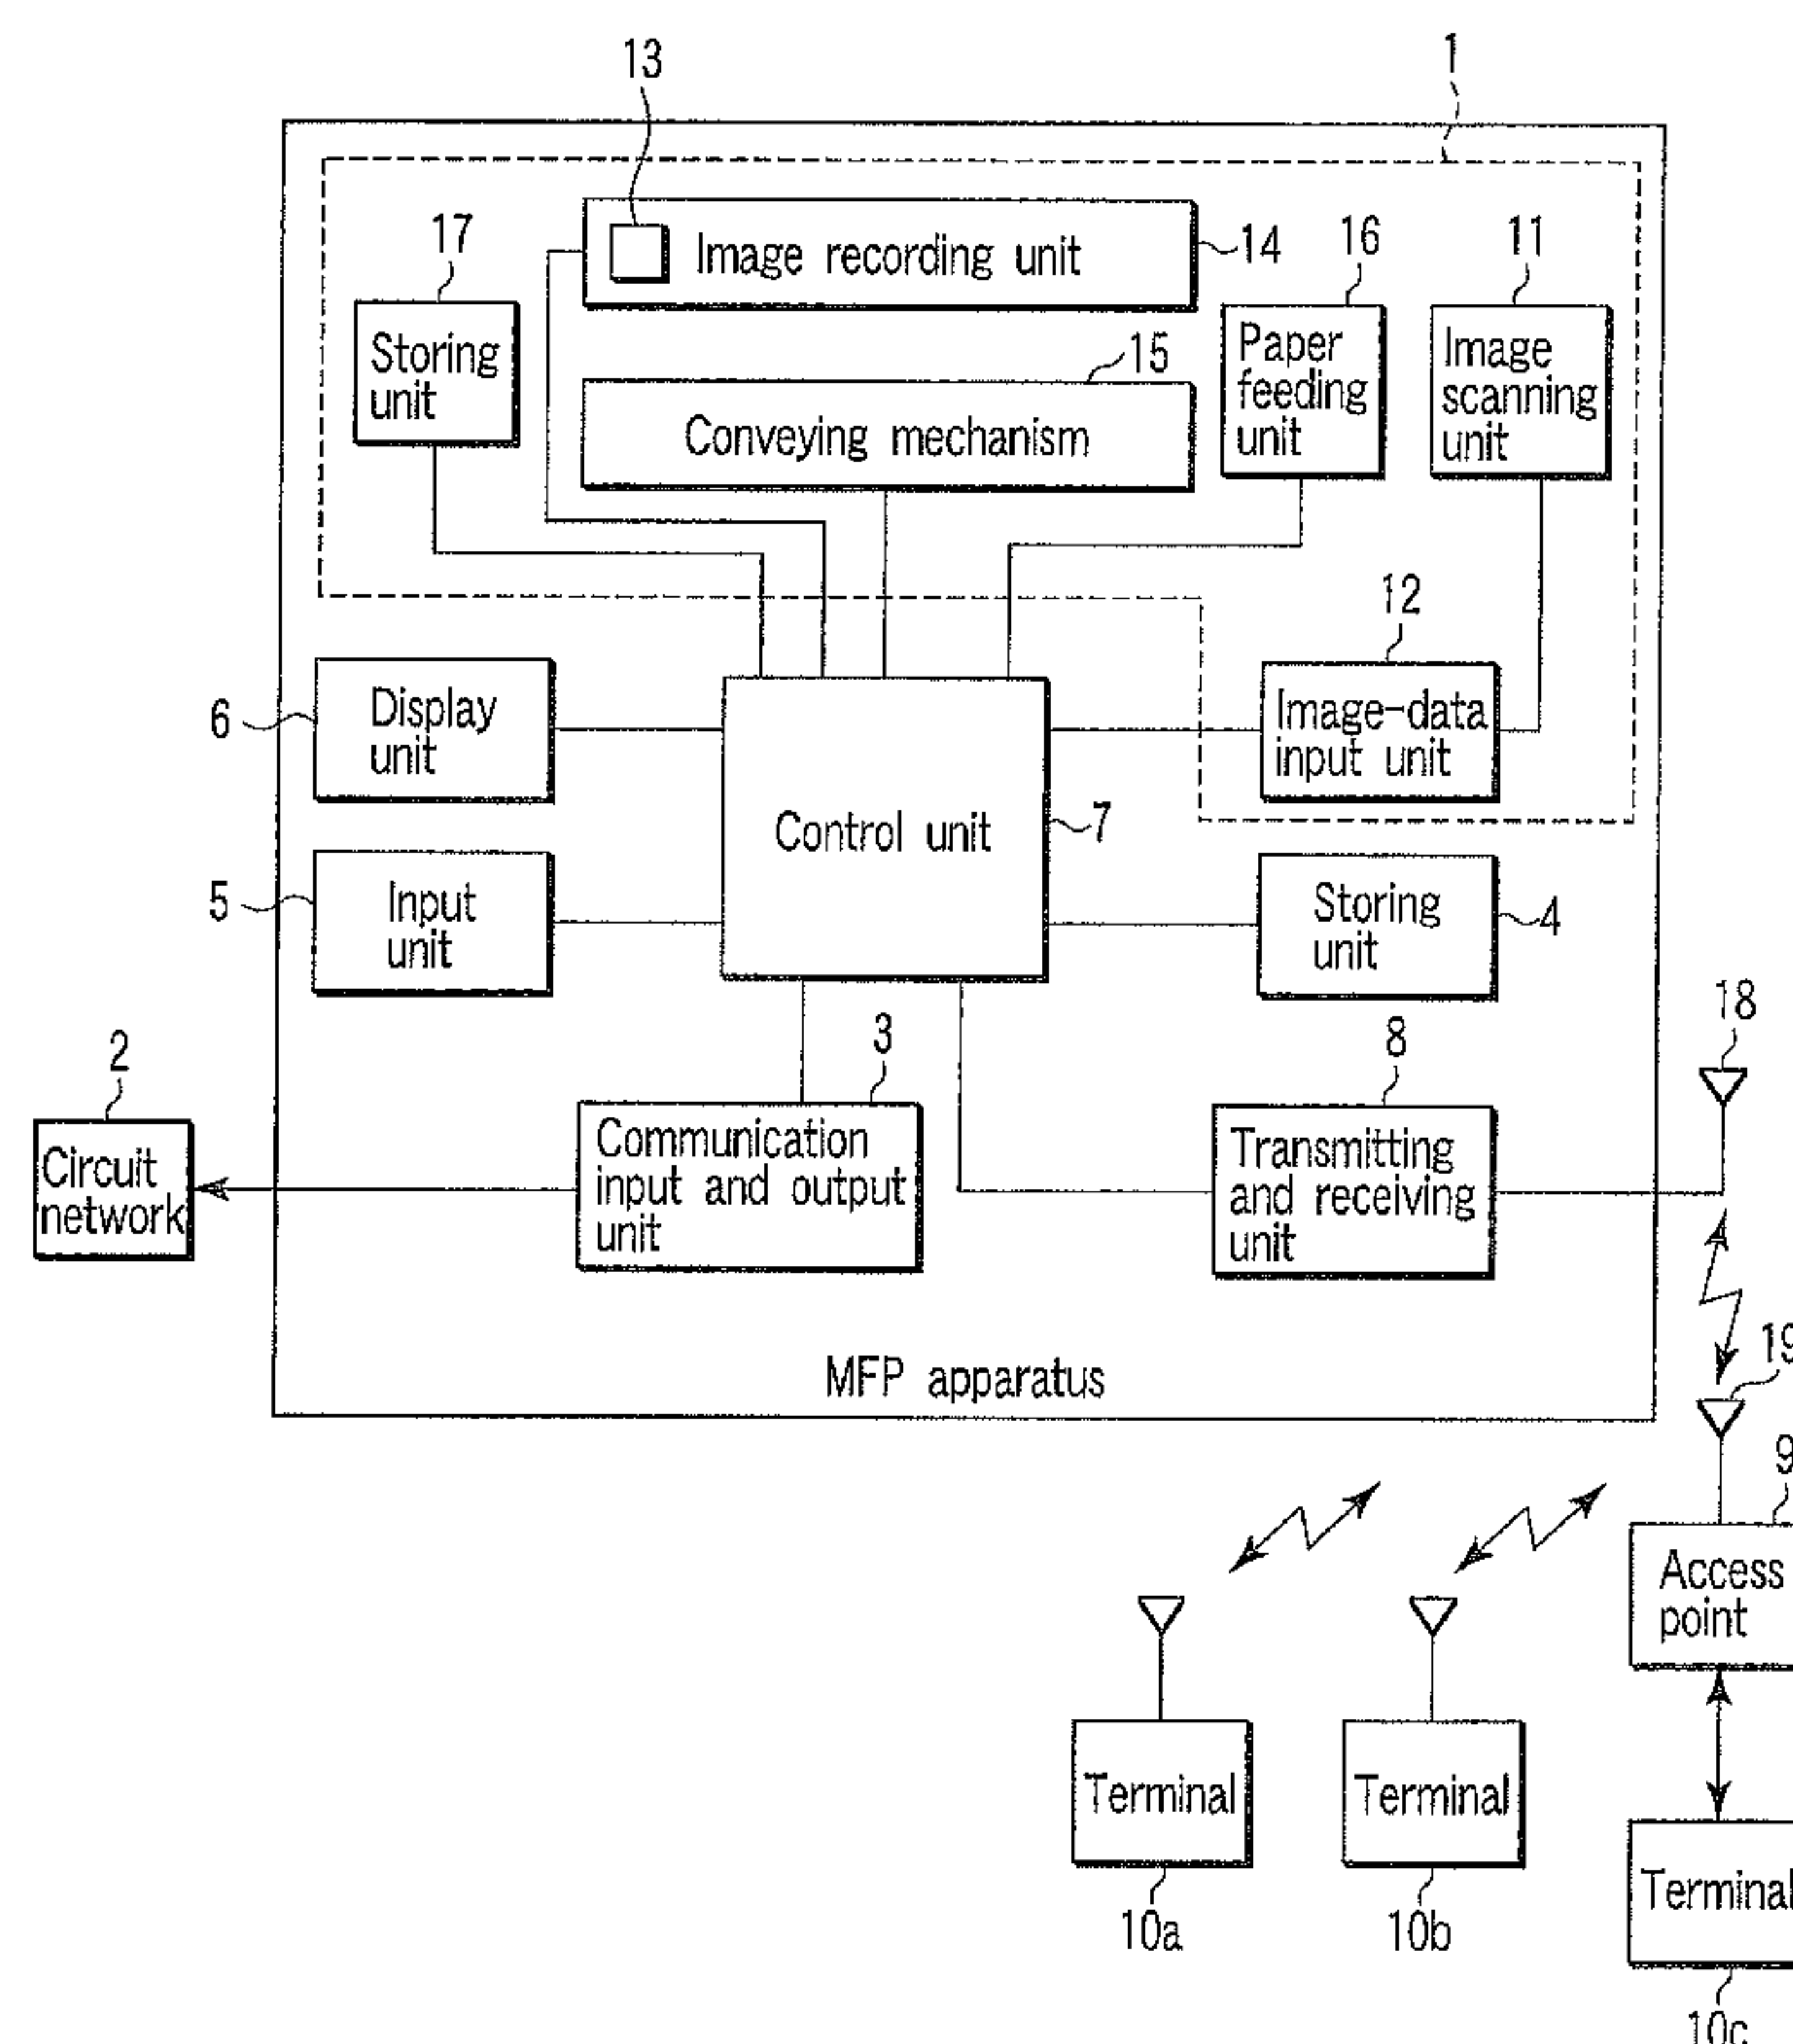 13
1
17
Image recording unit
14
16
11
Storing
unit
15
Paper
feeding
unit
Image
scanning
unit
Conveying mechanism
12
6
Display
unit
Image-data
input unit
Control unit
7
5
Input
unit
Storing
unit
4
18
2
3
8
Circuit
network
Communication
input and output
unit
Transmitting
and receiving
unit
19
MFP apparatus
9
Access
point
Terminal
Terminal
Terminal
10a
10b
10c